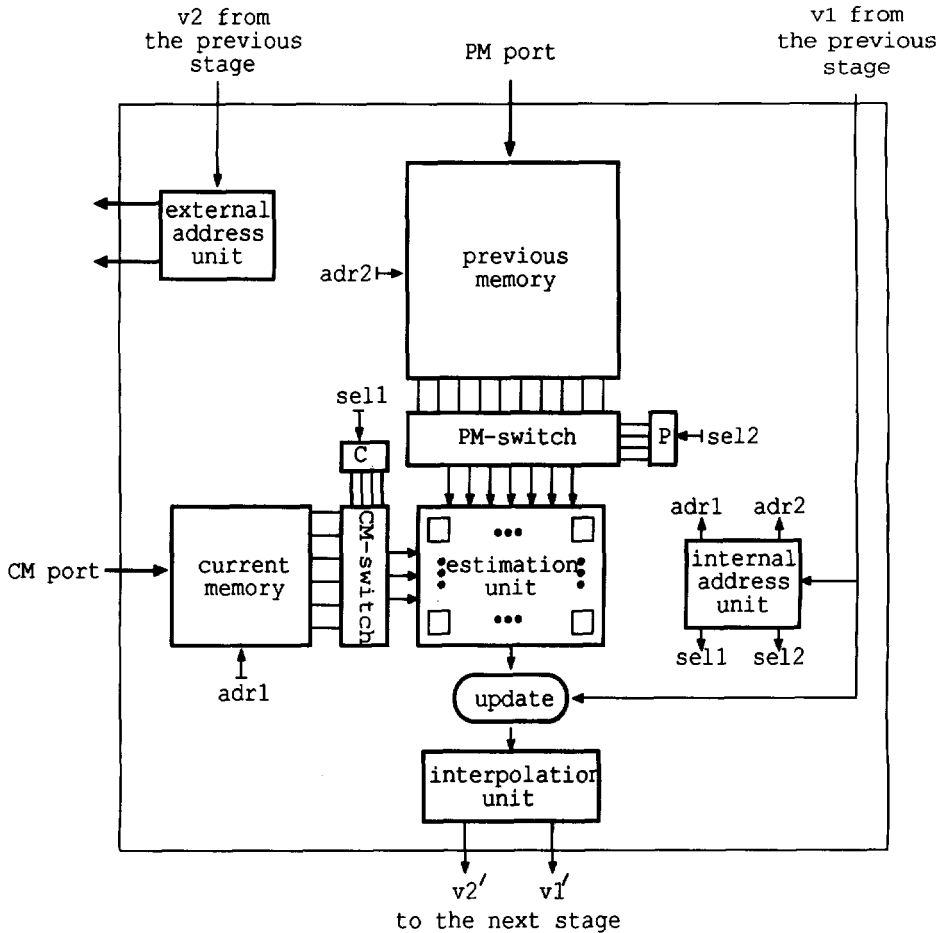 v2 from
the previous
stage
PM port
v1 from
the previous
stage
external
address
unit
previous
memory
adr2
sel1
C
PM-switch
P
sel2
CM port
current
memory
CM-switch
estimation
unit
adr1
adr2
internal
address
unit
sel1
sel2
adr1
update
interpolation
unit
v2′
v1′
to the next stage